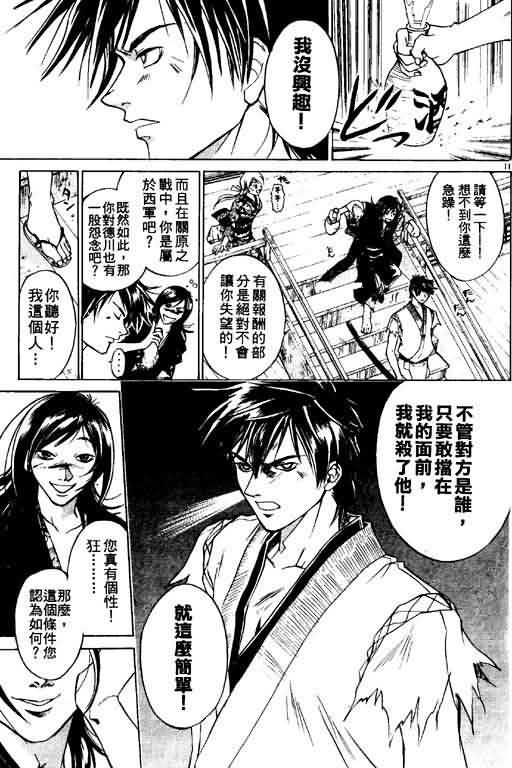 我沒興趣！
11
請等一下——！
想不到你這麼
急躁！
有關報酬的部
分是絕對不會
讓你失望的！
而且在關原之
戰中，你是屬
於西軍吧？
既然如此，那
你對德川也有
一股怨念吧？
……
你聽好！
我這個人…
不管對方是誰，
只要敢擋在
我的面前，
我就殺了他！
就這麼簡單！
您真有個性！
狂………
那麼，
這個條件您
認為如何？